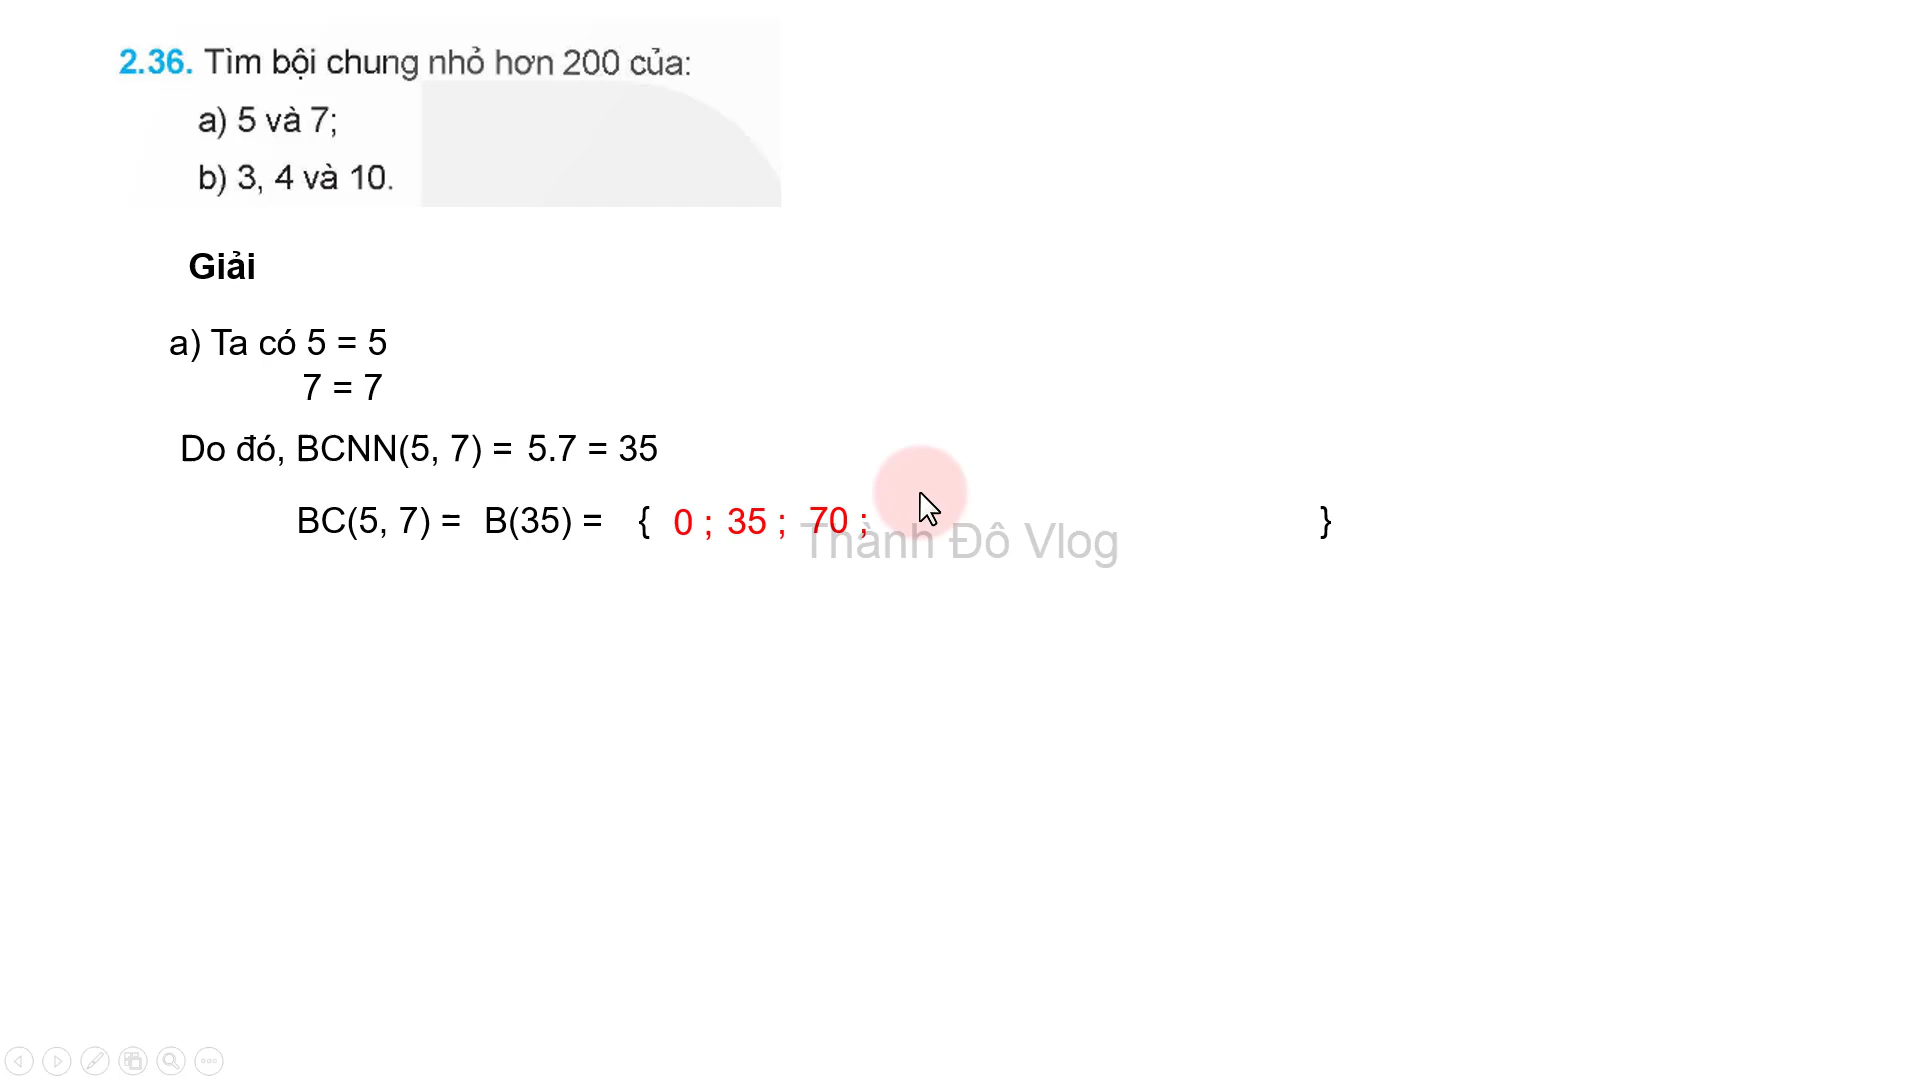 2.36. Tìm bội chung nhỏ hơn 200 của:
a) 5 và 7;
b) 3, 4 và 10.
Giải
a) Ta có 5 = 5
7 = 7
Do đó, BCNN(5, 7) = 5.7 = 35
BC(5, 7) = B(35) = { 0 ; 35 ; 70 ; }
Thành Đô Vlog